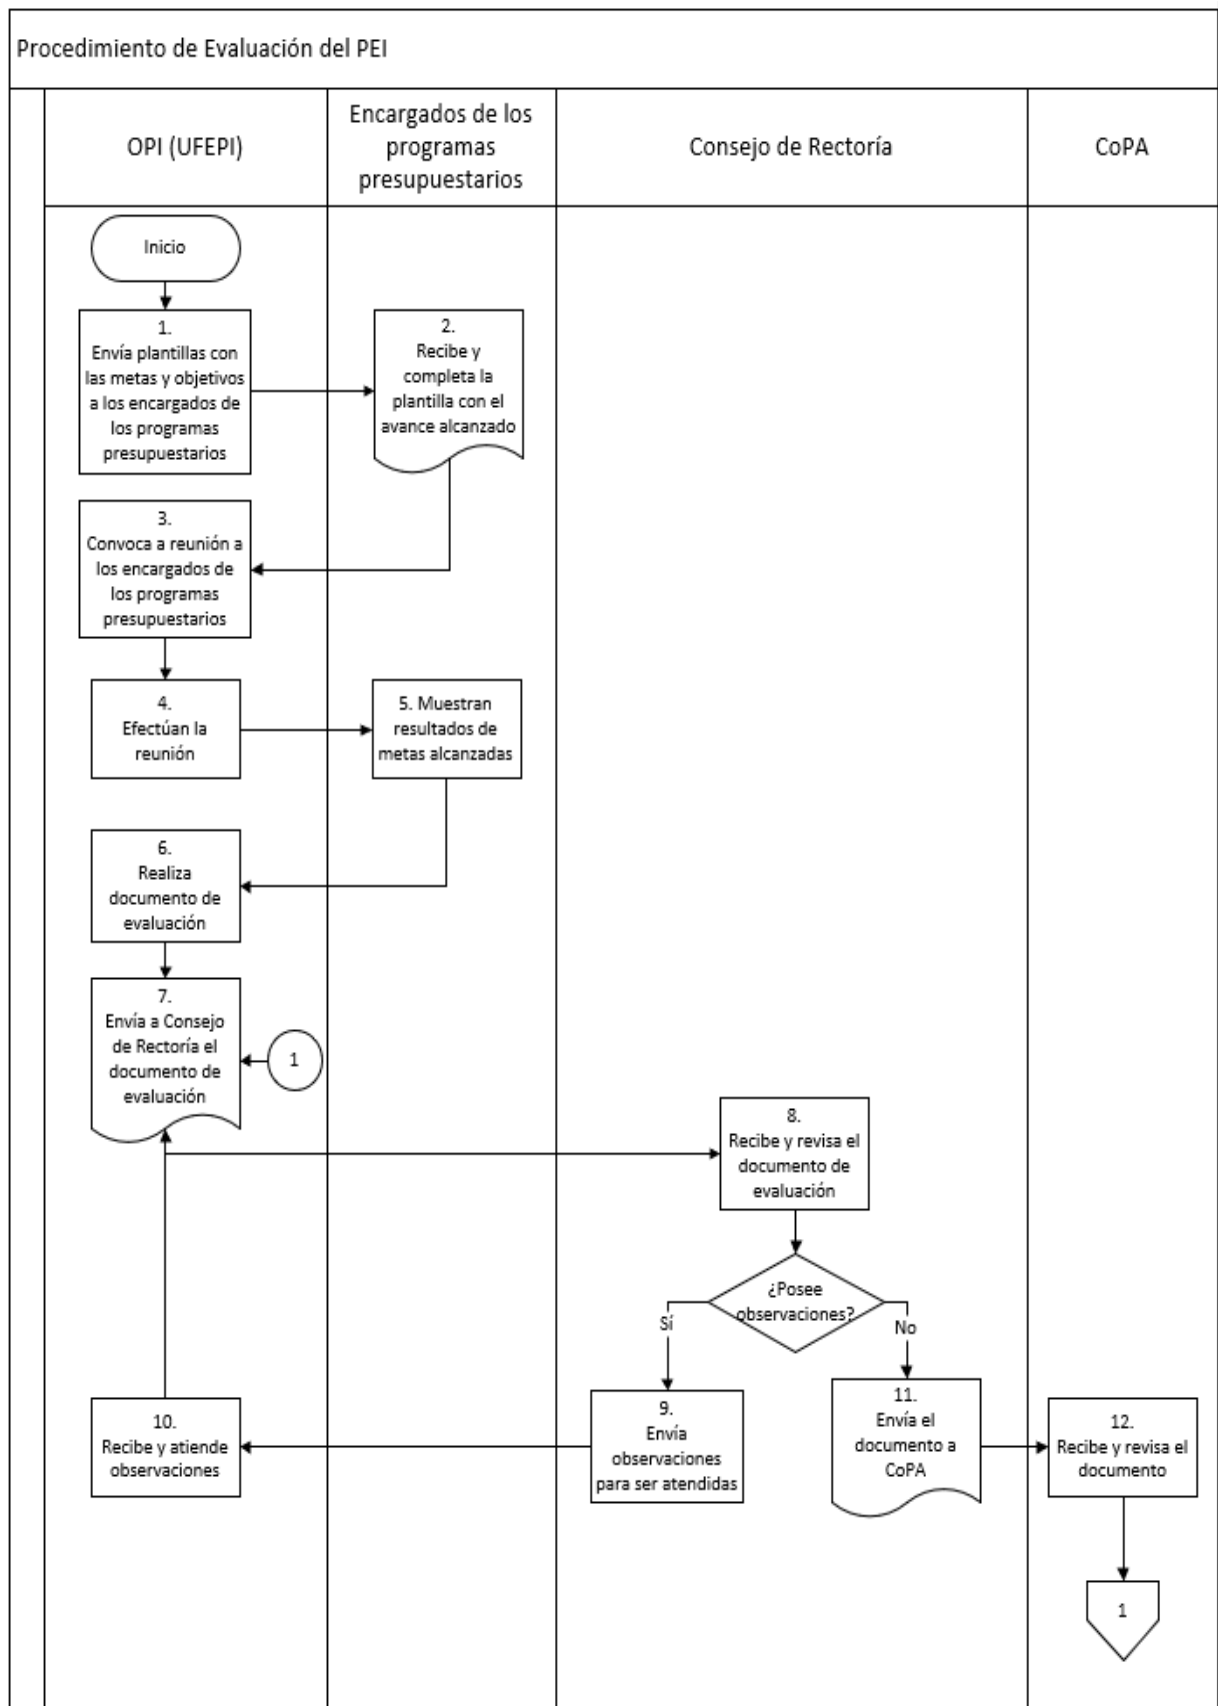 Procedimiento de Evaluación del PEI
OPI (UFEPI)
Encargados de los
programas
presupuestarios
Consejo de Rectoría
CoPA
Inicio
1.
Envía plantillas con
las metas y objetivos
a los encargados de
los programas
presupuestarios
2.
Recibe y
completa la
plantilla con el
avance alcanzado
3.
Convoca a reunión a
los encargados de
los programas
presupuestarios
4.
Efectúan la
reunión
5. Muestran
resultados de
metas alcanzadas
6.
Realiza
documento de
evaluación
7.
Envía a Consejo
de Rectoría el
documento de
evaluación
1
8.
Recibe y revisa el
documento de
evaluación
¿Posee
observaciones?
Sí
No
9.
Envía
observaciones
para ser atendidas
10.
Recibe y atiende
observaciones
11.
Envía el
documento a
CoPA
12.
Recibe y revisa el
documento
1